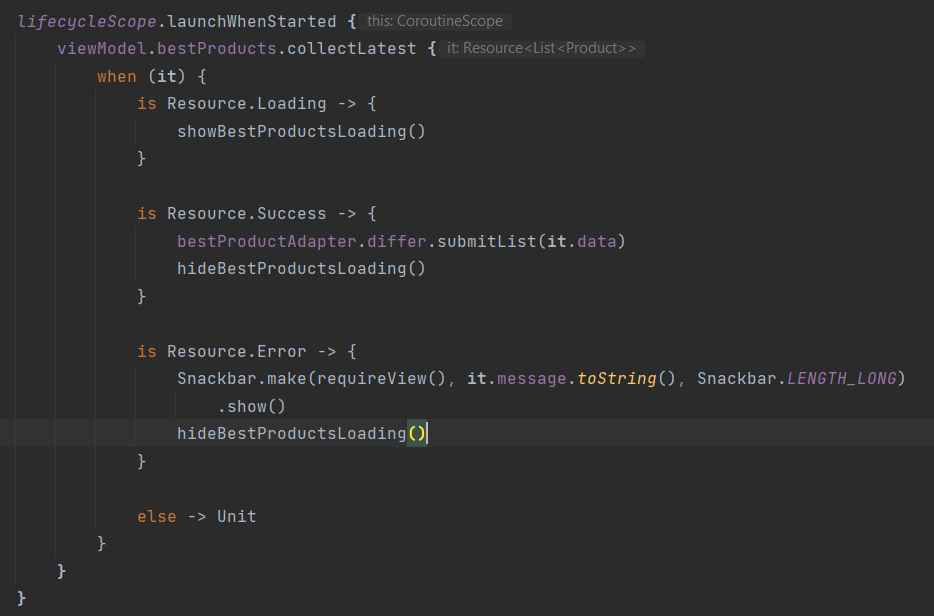 lifecycleScope.launchWhenStarted { this: CoroutineScope
    viewModel.bestProducts.collectLatest { it: Resource<List<Product>>
        when (it) {
            is Resource.Loading -> {
                showBestProductsLoading()
            }

            is Resource.Success -> {
                bestProductAdapter.differ.submitList(it.data)
                hideBestProductsLoading()
            }

            is Resource.Error -> {
                Snackbar.make(requireView(), it.message.toString(), Snackbar.LENGTH_LONG)
                    .show()
                hideBestProductsLoading()
            }

            else -> Unit
        }
    }
}